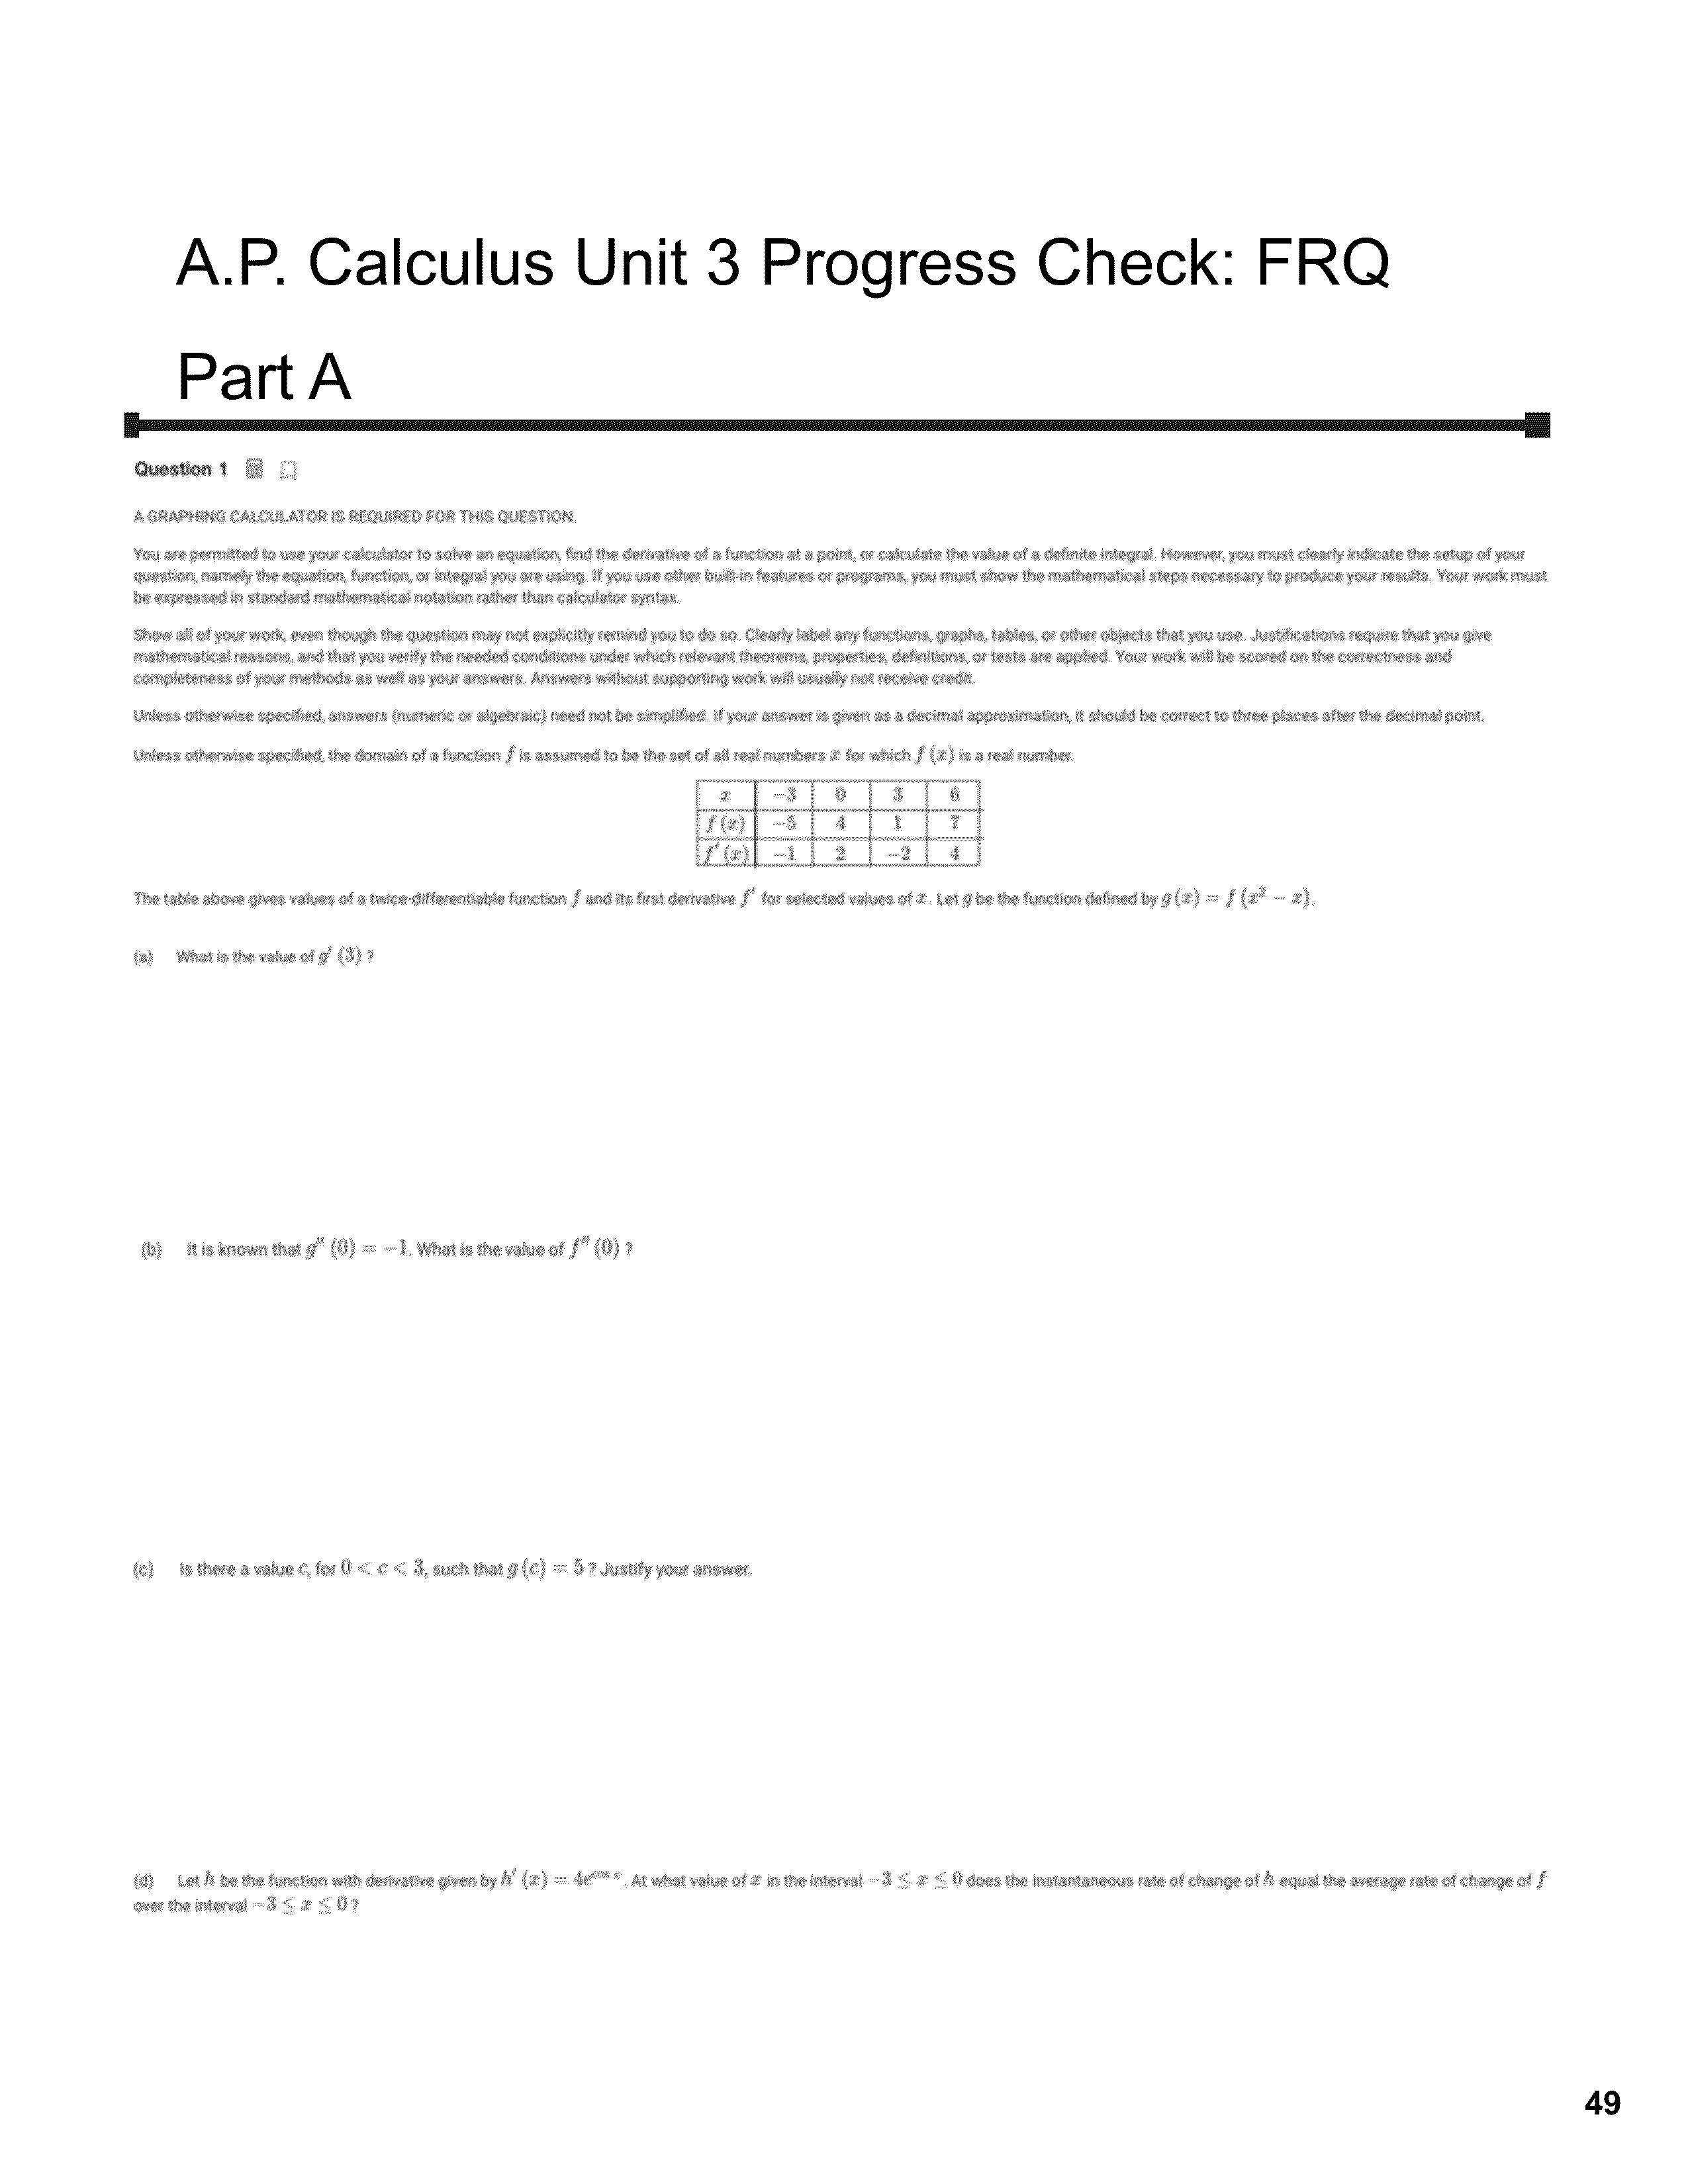 A.P. Calculus Unit 3 Progress Check: FRQ
Part A
Question 1
A GRAPHING CALCULATOR IS REQUIRED FOR THIS QUESTION.
You are permitted to use your calculator to solve an equation, find the derivative of a function at a point, or calculate the value of a definite integral. However, you must clearly indicate the setup of your
question, namely the equation, function, or integral you are using. If you use other built-in features or programs, you must show the mathematical steps necessary to produce your results. Your work must
be expressed in standard mathematical notation rather than calculator syntax.
Show all of your work, even though the question may not explicitly remind you to do so. Clearly label any functions, graphs, tables, or other objects that you use. Justifications require that you give
mathematical reasons, and that you verify the needed conditions under which relevant theorems, properties, definitions, or tests are applied. Your work will be scored on the correctness and
completeness of your methods as well as your answers. Answers without supporting work will usually not receive credit.
Unless otherwise specified, answers (numeric or algebraic) need not be simplified. If your answer is given as a decimal approximation, it should be correct to three places after the decimal point.
Unless otherwise specified, the domain of a function f is assumed to be the set of all real numbers x for which f (x) is a real number.
x −3 0 3 6
f (x) −5 4 1 7
f′ (x) −1 2 −2 4
The table above gives values of a twice-differentiable function f and its first derivative f′ for selected values of x. Let g be the function defined by g (x) = f (x² − x).
(a) What is the value of g′ (3) ?
(b) It is known that g″ (0) = −1. What is the value of f″ (0) ?
(c) Is there a value c, for 0 < c < 3, such that g (c) = 5 ? Justify your answer.
(d) Let h be the function with derivative given by h′ (x) = 4e^cos x. At what value of x in the interval −3 ≤ x ≤ 0 does the instantaneous rate of change of h equal the average rate of change of f
over the interval −3 ≤ x ≤ 0 ?
49